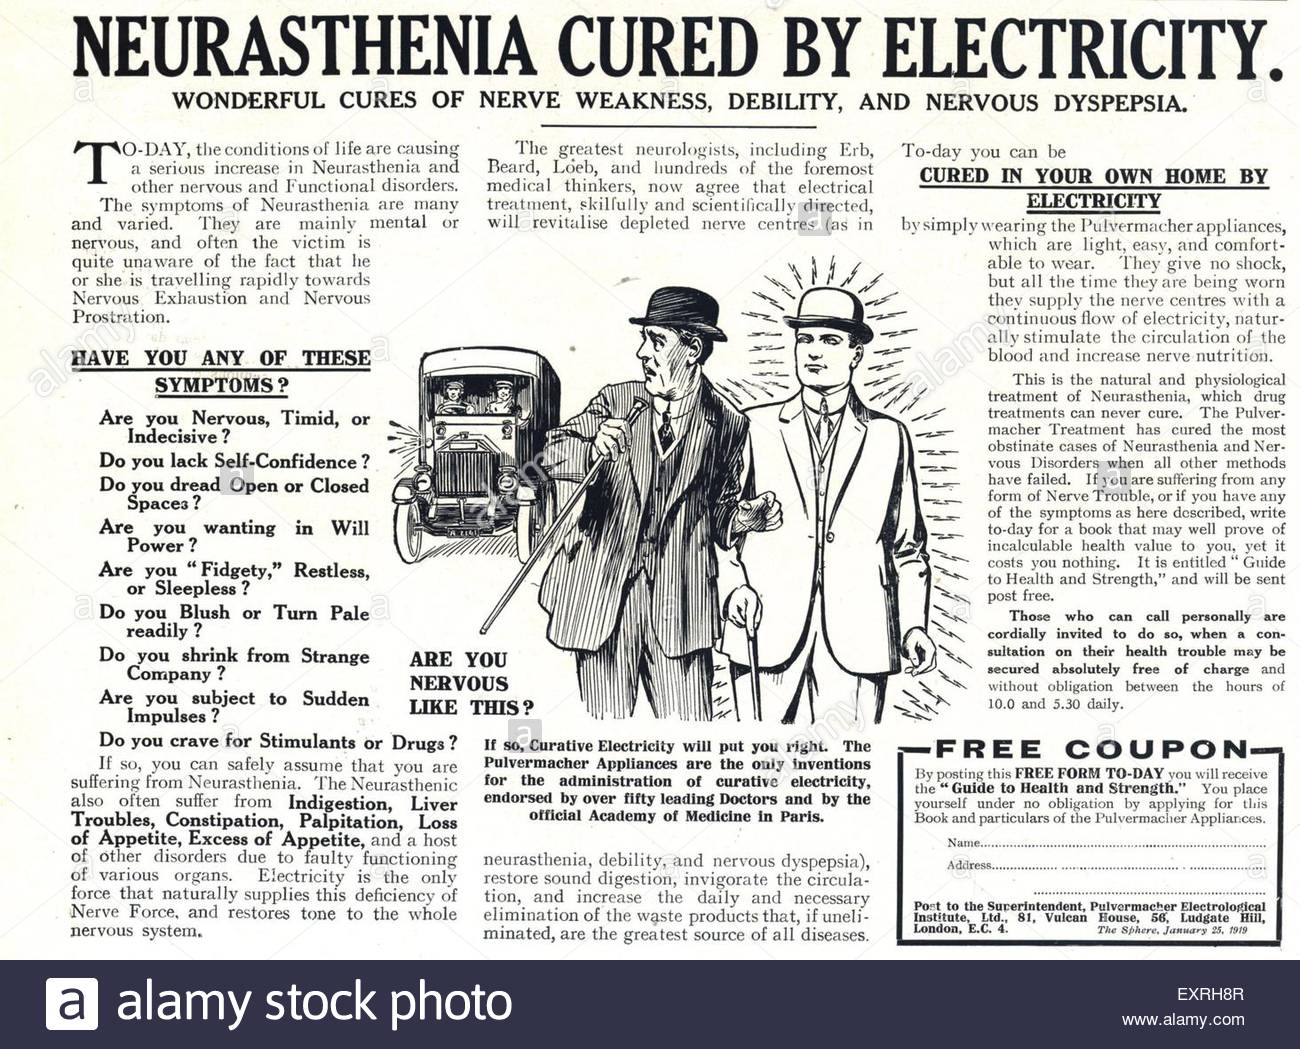 NEURASTHENIA CURED BY ELECTRICITY.
WONDERFUL CURES OF NERVE WEAKNESS, DEBILITY, AND NERVOUS DYSPEPSIA.
TO-DAY, the conditions of life are causing
a serious increase in Neurasthenia and
other nervous and Functional disorders.
The symptoms of Neurasthenia are many
and varied. They are mainly mental or
nervous, and often the victim is
quite unaware of the fact that he
or she is travelling rapidly towards
Nervous Exhaustion and Nervous
Prostration.
HAVE YOU ANY OF THESE
SYMPTOMS?
Are you Nervous, Timid, or
Indecisive?
Do you lack Self-Confidence?
Do you dread Open or Closed
Spaces?
Are you wanting in Will
Power?
Are you "Fidgety," Restless,
or Sleepless?
Do you Blush or Turn Pale
readily?
Do you shrink from Strange
Company?
Are you subject to Sudden
Impulses?
Do you crave for Stimulants or Drugs?
If so, you can safely assume that you are
suffering from Neurasthenia. The Neurasthenic
also often suffer from Indigestion, Liver
Troubles, Constipation, Palpitation, Loss
of Appetite, Excess of Appetite, and a host
of other disorders due to faulty functioning
of various organs. Electricity is the only
force that naturally supplies this deficiency of
Nerve Force, and restores tone to the whole
nervous system.
The greatest neurologists, including Erb,
Beard, Loeb, and hundreds of the foremost
medical thinkers, now agree that electrical
treatment, skilfully and scientifically directed,
will revitalise depleted nerve centres (as in
ARE YOU
NERVOUS
LIKE THIS?
If so, Curative Electricity will put you right. The
Pulvermacher Appliances are the only inventions
for the administration of curative electricity,
endorsed by over fifty leading Doctors and by the
official Academy of Medicine in Paris.
neurasthenia, debility, and nervous dyspepsia),
restore sound digestion, invigorate the circula-
tion, and increase the daily and necessary
elimination of the waste products that, if uneli-
minated, are the greatest source of all diseases.
To-day you can be
CURED IN YOUR OWN HOME BY
ELECTRICITY
by simply wearing the Pulvermacher appliances,
which are light, easy, and comfort-
able to wear. They give no shock,
but all the time they are being worn
they supply the nerve centres with a
continuous flow of electricity, natur-
ally stimulate the circulation of the
blood and increase nerve nutrition.
This is the natural and physiological
treatment of Neurasthenia, which drug
treatments can never cure. The Pulver-
macher Treatment has cured the most
obstinate cases of Neurasthenia and Ner-
vous Disorders when all other methods
have failed. If you are suffering from any
form of Nerve Trouble, or if you have any
of the symptoms as here described, write
to-day for a book that may well prove of
incalculable health value to you, yet it
costs you nothing. It is entitled "Guide
to Health and Strength," and will be sent
post free.
Those who can call personally are
cordially invited to do so, when a con-
sultation on their health trouble may be
secured absolutely free of charge and
without obligation between the hours of
10.0 and 5.30 daily.
FREE COUPON
By posting this FREE FORM TO-DAY you will receive
the "Guide to Health and Strength." You place
yourself under no obligation by applying for this
Book and particulars of the Pulvermacher Appliances.
Name
Address
Post to the Superintendent, Pulvermacher Electrological
Institute, Ltd., 81, Vulcan House, 56, Ludgate Hill,
London, E.C. 4. The Sphere, January 25, 1919
a alamy stock photo
EXRH8R
www.alamy.com